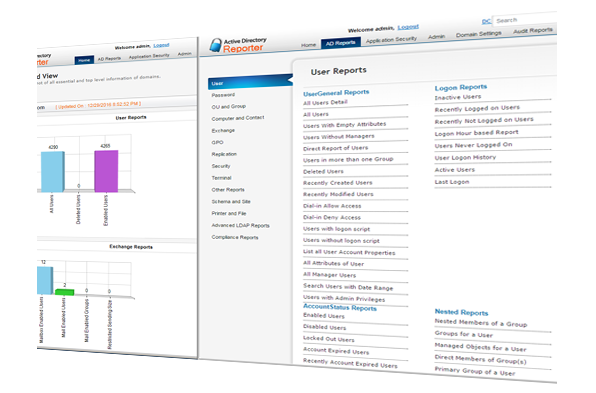 Active Directory
Reporter
Welcome admin, Logout
Home AD Reports Application Security
d View
st of all essential and top level information of domains.
om [ Updated On : 10/29/2016 9:52:52 PM ]
User Reports
4290
0
4269
All Users
Deleted Users
Enabled Users
Exchange Reports
12
2
0
0
Mailbox Enabled Users
Mail Enabled Users
Mail Enabled Groups
Restricted Sending Size
Active Directory
Reporter
Welcome admin, Logout
DC Search
Home AD Reports Application Security Admin Domain Settings Audit Reports
User
Password
OU and Group
Computer and Contact
Exchange
GPO
Replication
Security
Terminal
Other Reports
Schema and Site
Printer and File
Advanced LDAP Reports
Compliance Reports
User Reports
UserGeneral Reports
All Users Detail
All Users
Users With Empty Attributes
Users Without Managers
Direct Report of Users
Users in more than one Group
Deleted Users
Recently Created Users
Recently Modified Users
Dial-in Allow Access
Dial-in Deny Access
Users with logon script
Users without logon script
List all User Account Properties
All Attributes of User
All Manager Users
Search Users with Date Range
Users with Admin Privileges
AccountStatus Reports
Enabled Users
Disabled Users
Locked Out Users
Account Expired Users
Recently Account Expired Users
Logon Reports
Inactive Users
Recently Logged on Users
Recently Not Logged on Users
Logon Hour based Report
Users Never Logged On
User Logon History
Active Users
Last Logon
Nested Reports
Nested Members of a Group
Groups for a User
Managed Objects for a User
Direct Members of Group(s)
Primary Group of a User